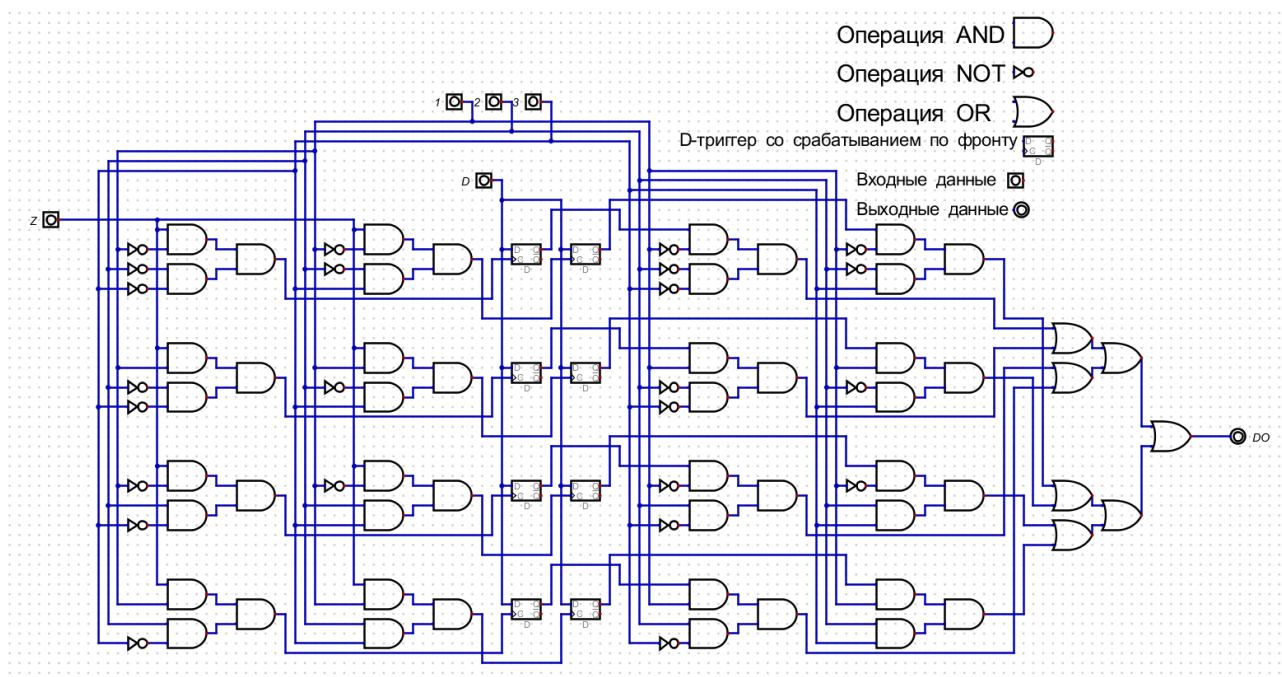 Операция AND
Операция NOT
1 2 3
Операция OR
D-триггер со срабатыванием по фронту
D Q
C Q
D
D
Входные данные
Выходные данные
Z
D Q
C Q
D
D Q
C Q
D
D Q
C Q
D
D Q
C Q
D
DO
D Q
C Q
D
D Q
C Q
D
D Q
C Q
D
D Q
C Q
D